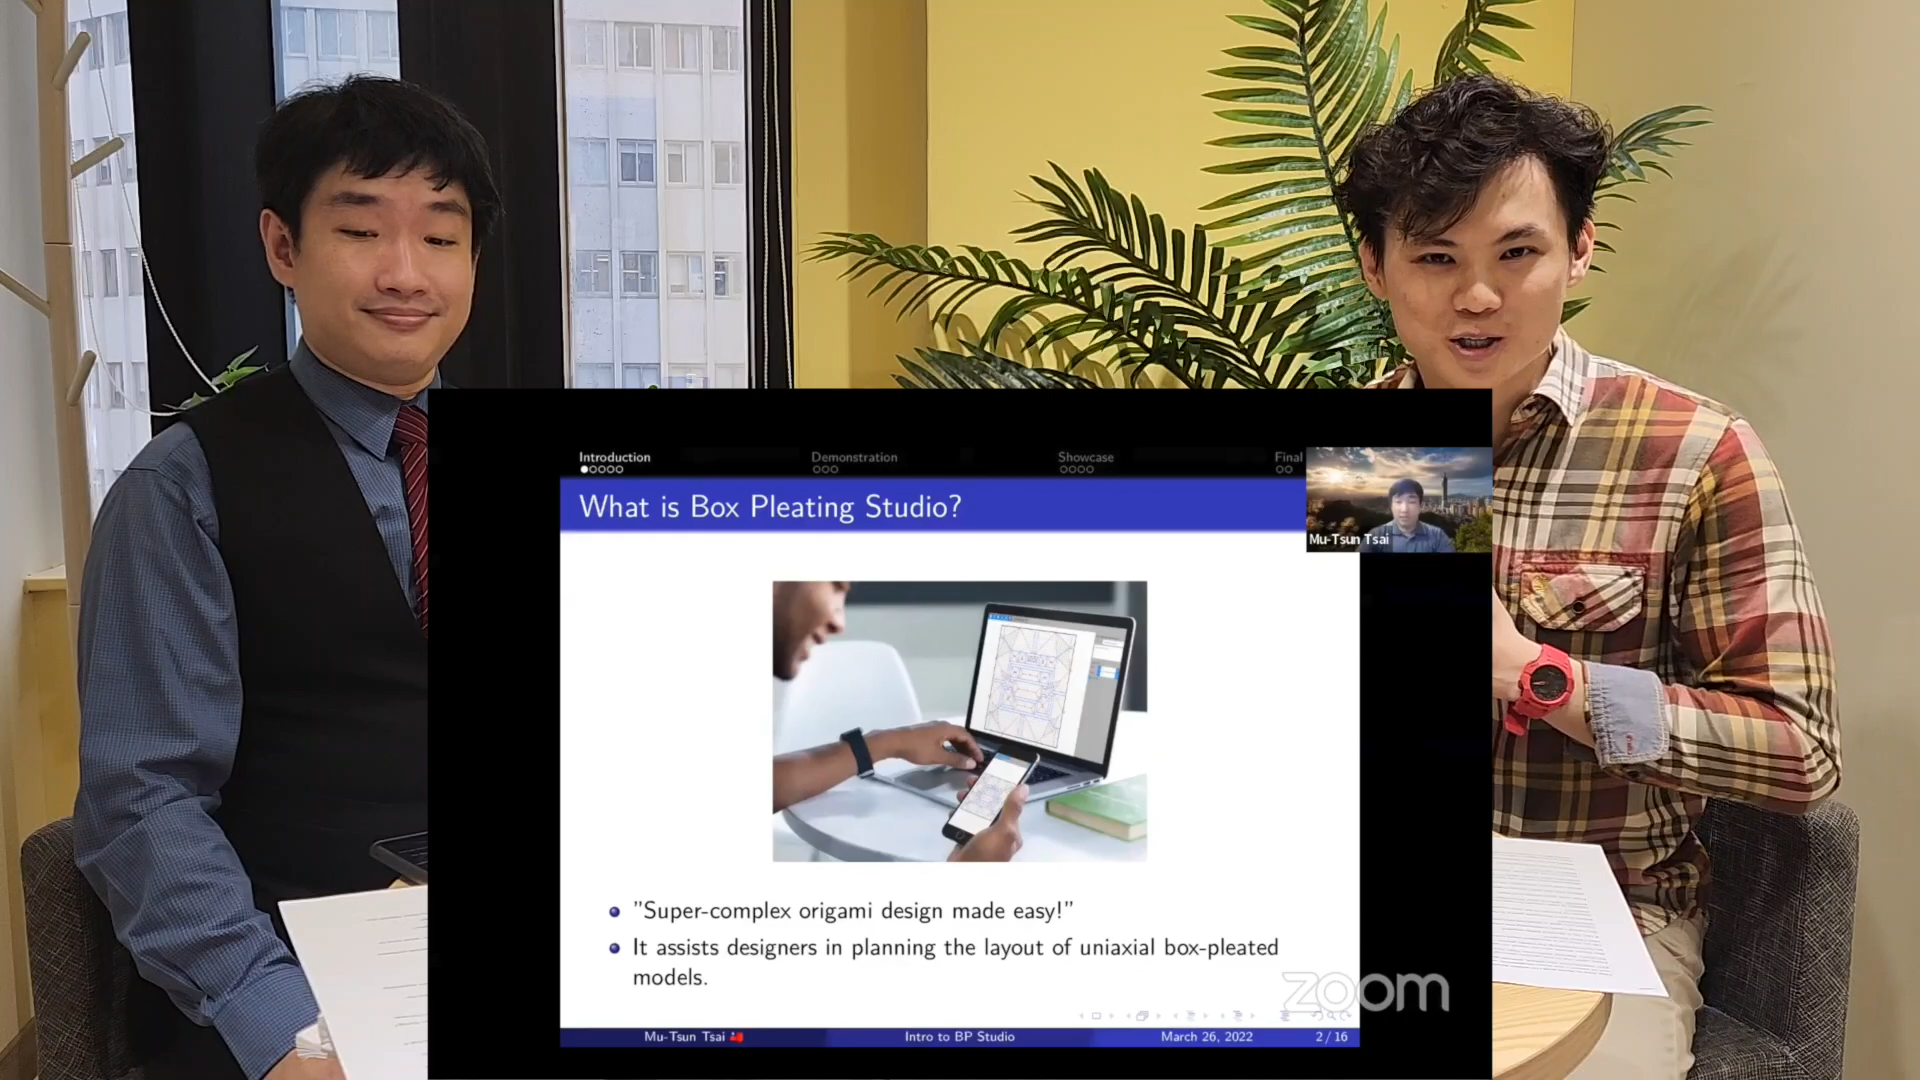 Introduction
Demonstration
Showcase
Final
What is Box Pleating Studio?
Mu-Tsun Tsai
"Super-complex origami design made easy!"
It assists designers in planning the layout of uniaxial box-pleated
models.
zoom
Mu-Tsun Tsai
Intro to BP Studio
March 26, 2022
2 / 16